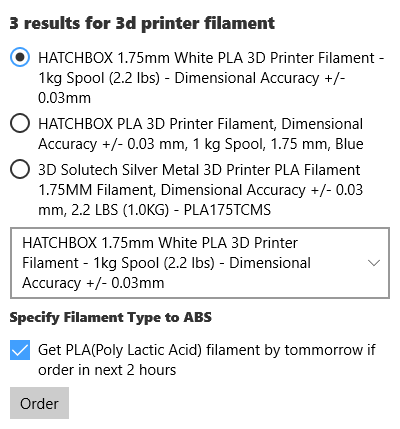 3 results for 3d printer filament
HATCHBOX 1.75mm White PLA 3D Printer Filament -
1kg Spool (2.2 lbs) - Dimensional Accuracy +/-
0.03mm
HATCHBOX PLA 3D Printer Filament, Dimensional
Accuracy +/- 0.03 mm, 1 kg Spool, 1.75 mm, Blue
3D Solutech Silver Metal 3D Printer PLA Filament
1.75MM Filament, Dimensional Accuracy +/- 0.03
mm, 2.2 LBS (1.0KG) - PLA175TCMS
HATCHBOX 1.75mm White PLA 3D Printer
Filament - 1kg Spool (2.2 lbs) - Dimensional
Accuracy +/- 0.03mm
Specify Filament Type to ABS
Get PLA(Poly Lactic Acid) filament by tommorrow if
order in next 2 hours
Order